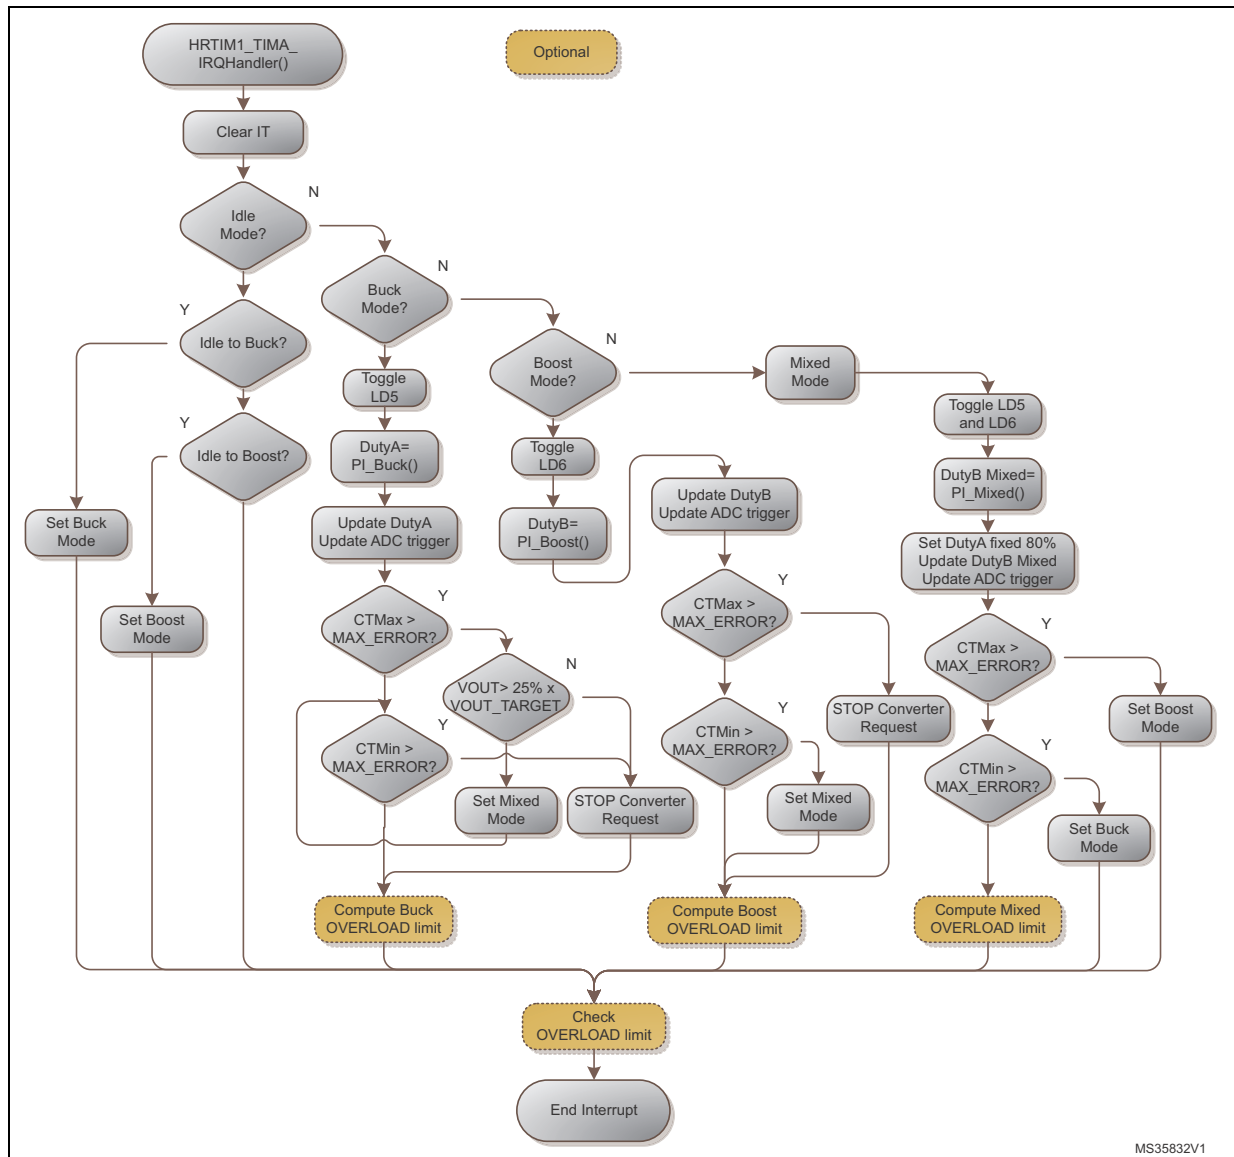 HRTIM1_TIMA_
IRQHandler()
Optional
Clear IT
N
Idle
Mode?
N
Buck
Mode?
Y
Idle to Buck?
N
Boost
Mode?
Mixed
Mode
Toggle
LD5
Toggle LD5
and LD6
Y
Idle to Boost?
DutyA=
PI_Buck()
Toggle
LD6
DutyB Mixed=
PI_Mixed()
Update DutyB
Update ADC trigger
Set Buck
Mode
Update DutyA
Update ADC trigger
DutyB=
PI_Boost()
Set DutyA fixed 80%
Update DutyB Mixed
Update ADC trigger
Set Boost
Mode
Y
CTMax >
MAX_ERROR?
Y
CTMax >
MAX_ERROR?
Y
CTMax >
MAX_ERROR?
N
VOUT> 25% x
VOUT_TARGET
Y
CTMin >
MAX_ERROR?
Y
CTMin >
MAX_ERROR?
STOP Converter
Request
Set Boost
Mode
Y
CTMin >
MAX_ERROR?
Set Mixed
Mode
STOP Converter
Request
Set Mixed
Mode
Set Buck
Mode
Compute Buck
OVERLOAD limit
Compute Boost
OVERLOAD limit
Compute Mixed
OVERLOAD limit
Check
OVERLOAD limit
End Interrupt
MS35832V1